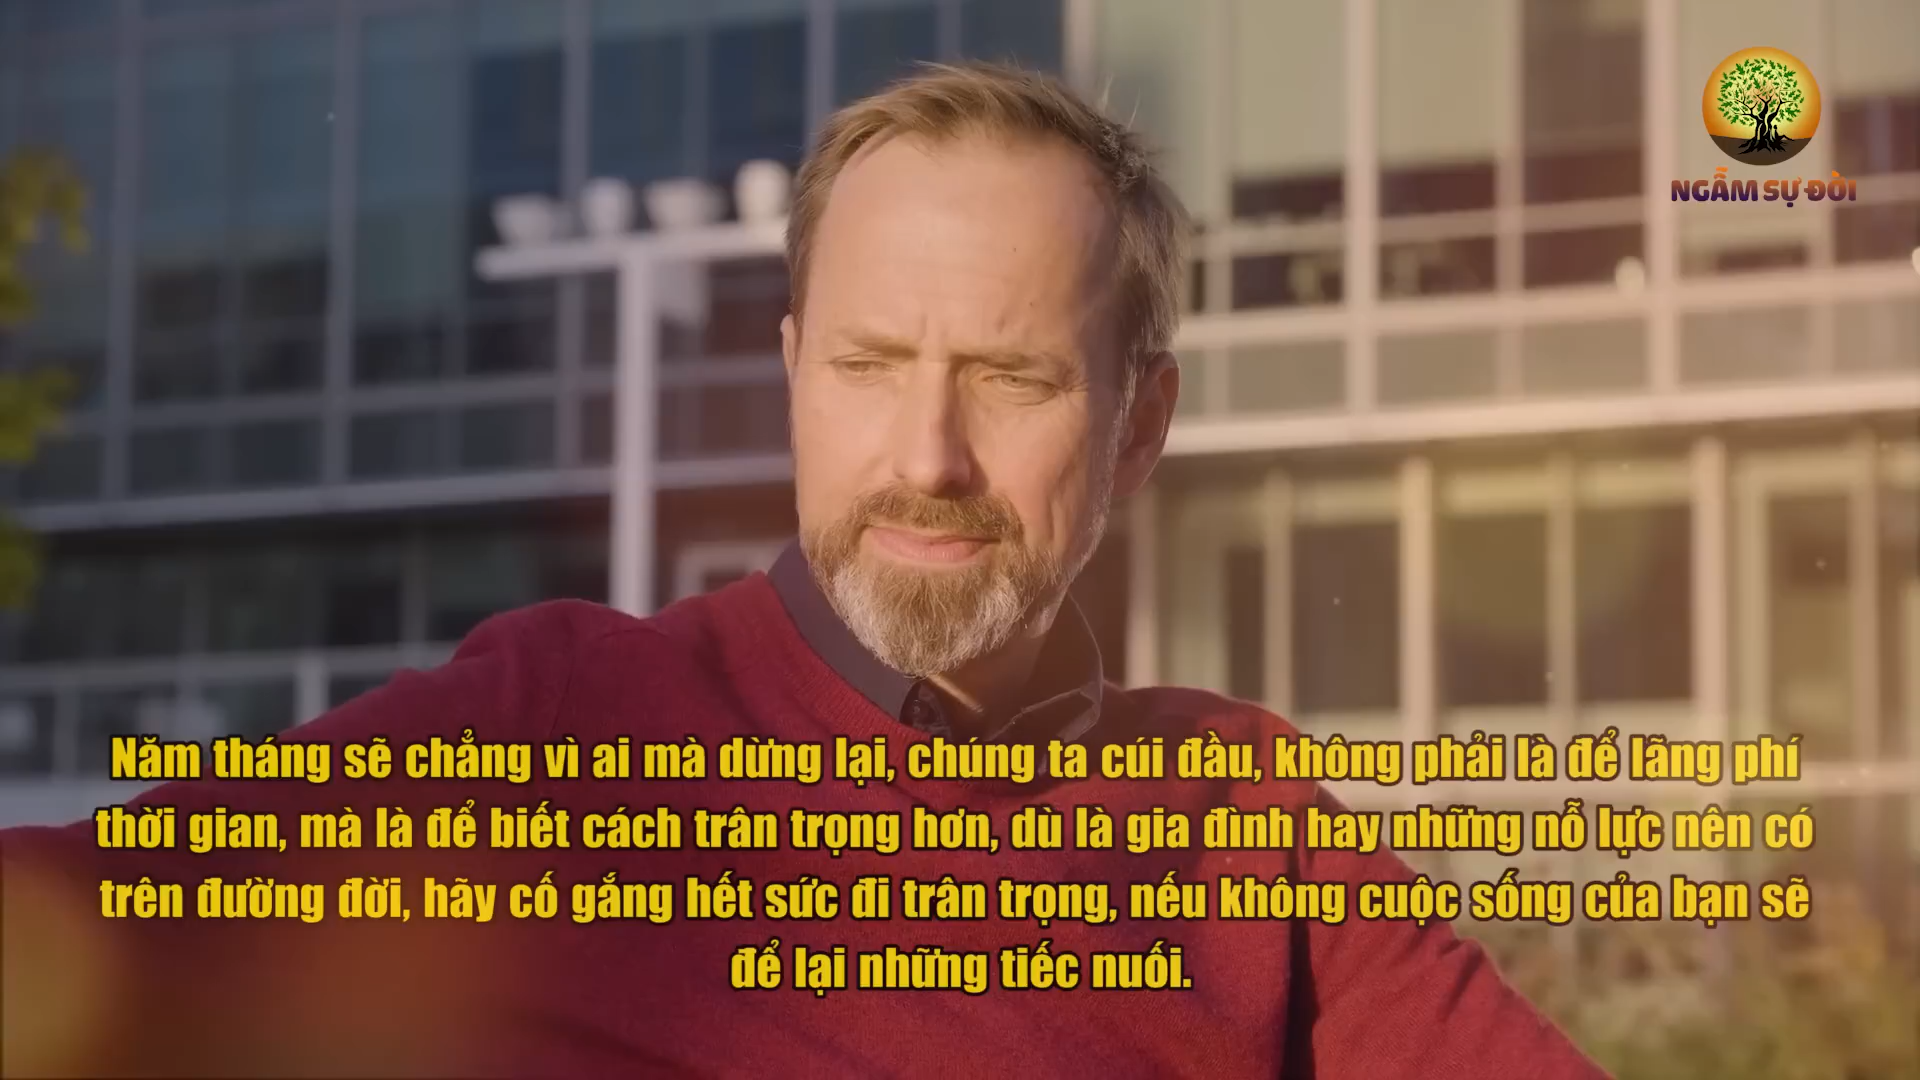 NGẪM SỰ ĐỜI
Năm tháng sẽ chẳng vì ai mà dừng lại, chúng ta cúi đầu, không phải là để lãng phí
thời gian, mà là để biết cách trân trọng hơn, dù là gia đình hay những nỗ lực nên có
trên đường đời, hãy cố gắng hết sức đi trân trọng, nếu không cuộc sống của bạn sẽ
để lại những tiếc nuối.